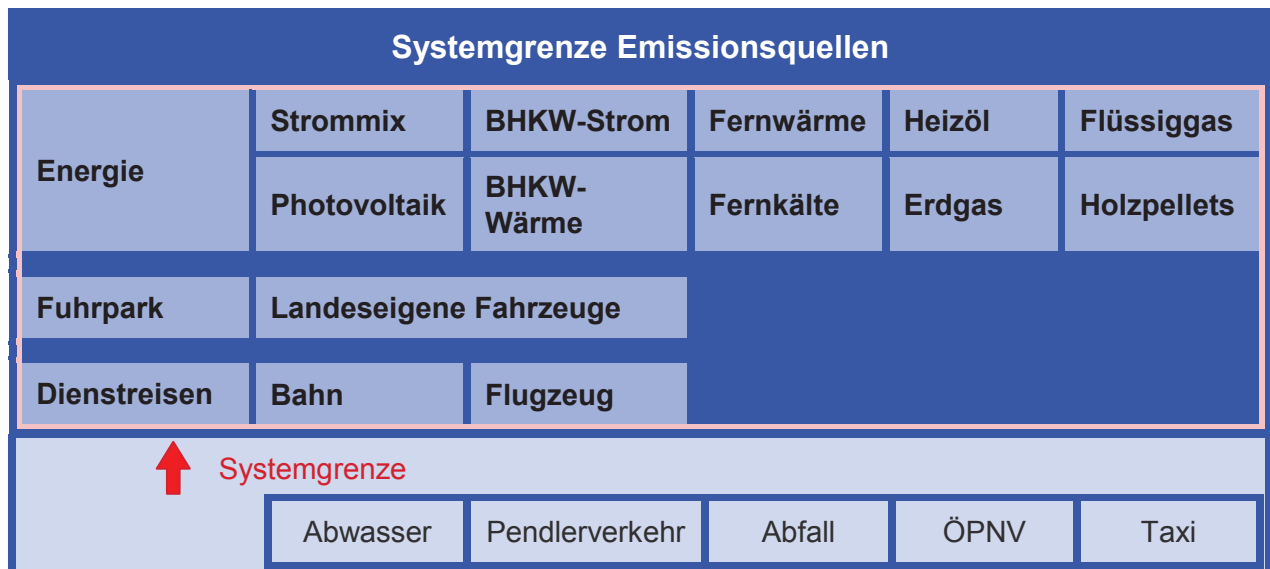 Systemgrenze Emissionsquellen
Energie
Strommix
BHKW-Strom
Fernwärme
Heizöl
Flüssiggas
Photovoltaik
BHKW-
Wärme
Fernkälte
Erdgas
Holzpellets
Fuhrpark
Landeseigene Fahrzeuge
Dienstreisen
Bahn
Flugzeug
Systemgrenze
Abwasser
Pendlerverkehr
Abfall
ÖPNV
Taxi